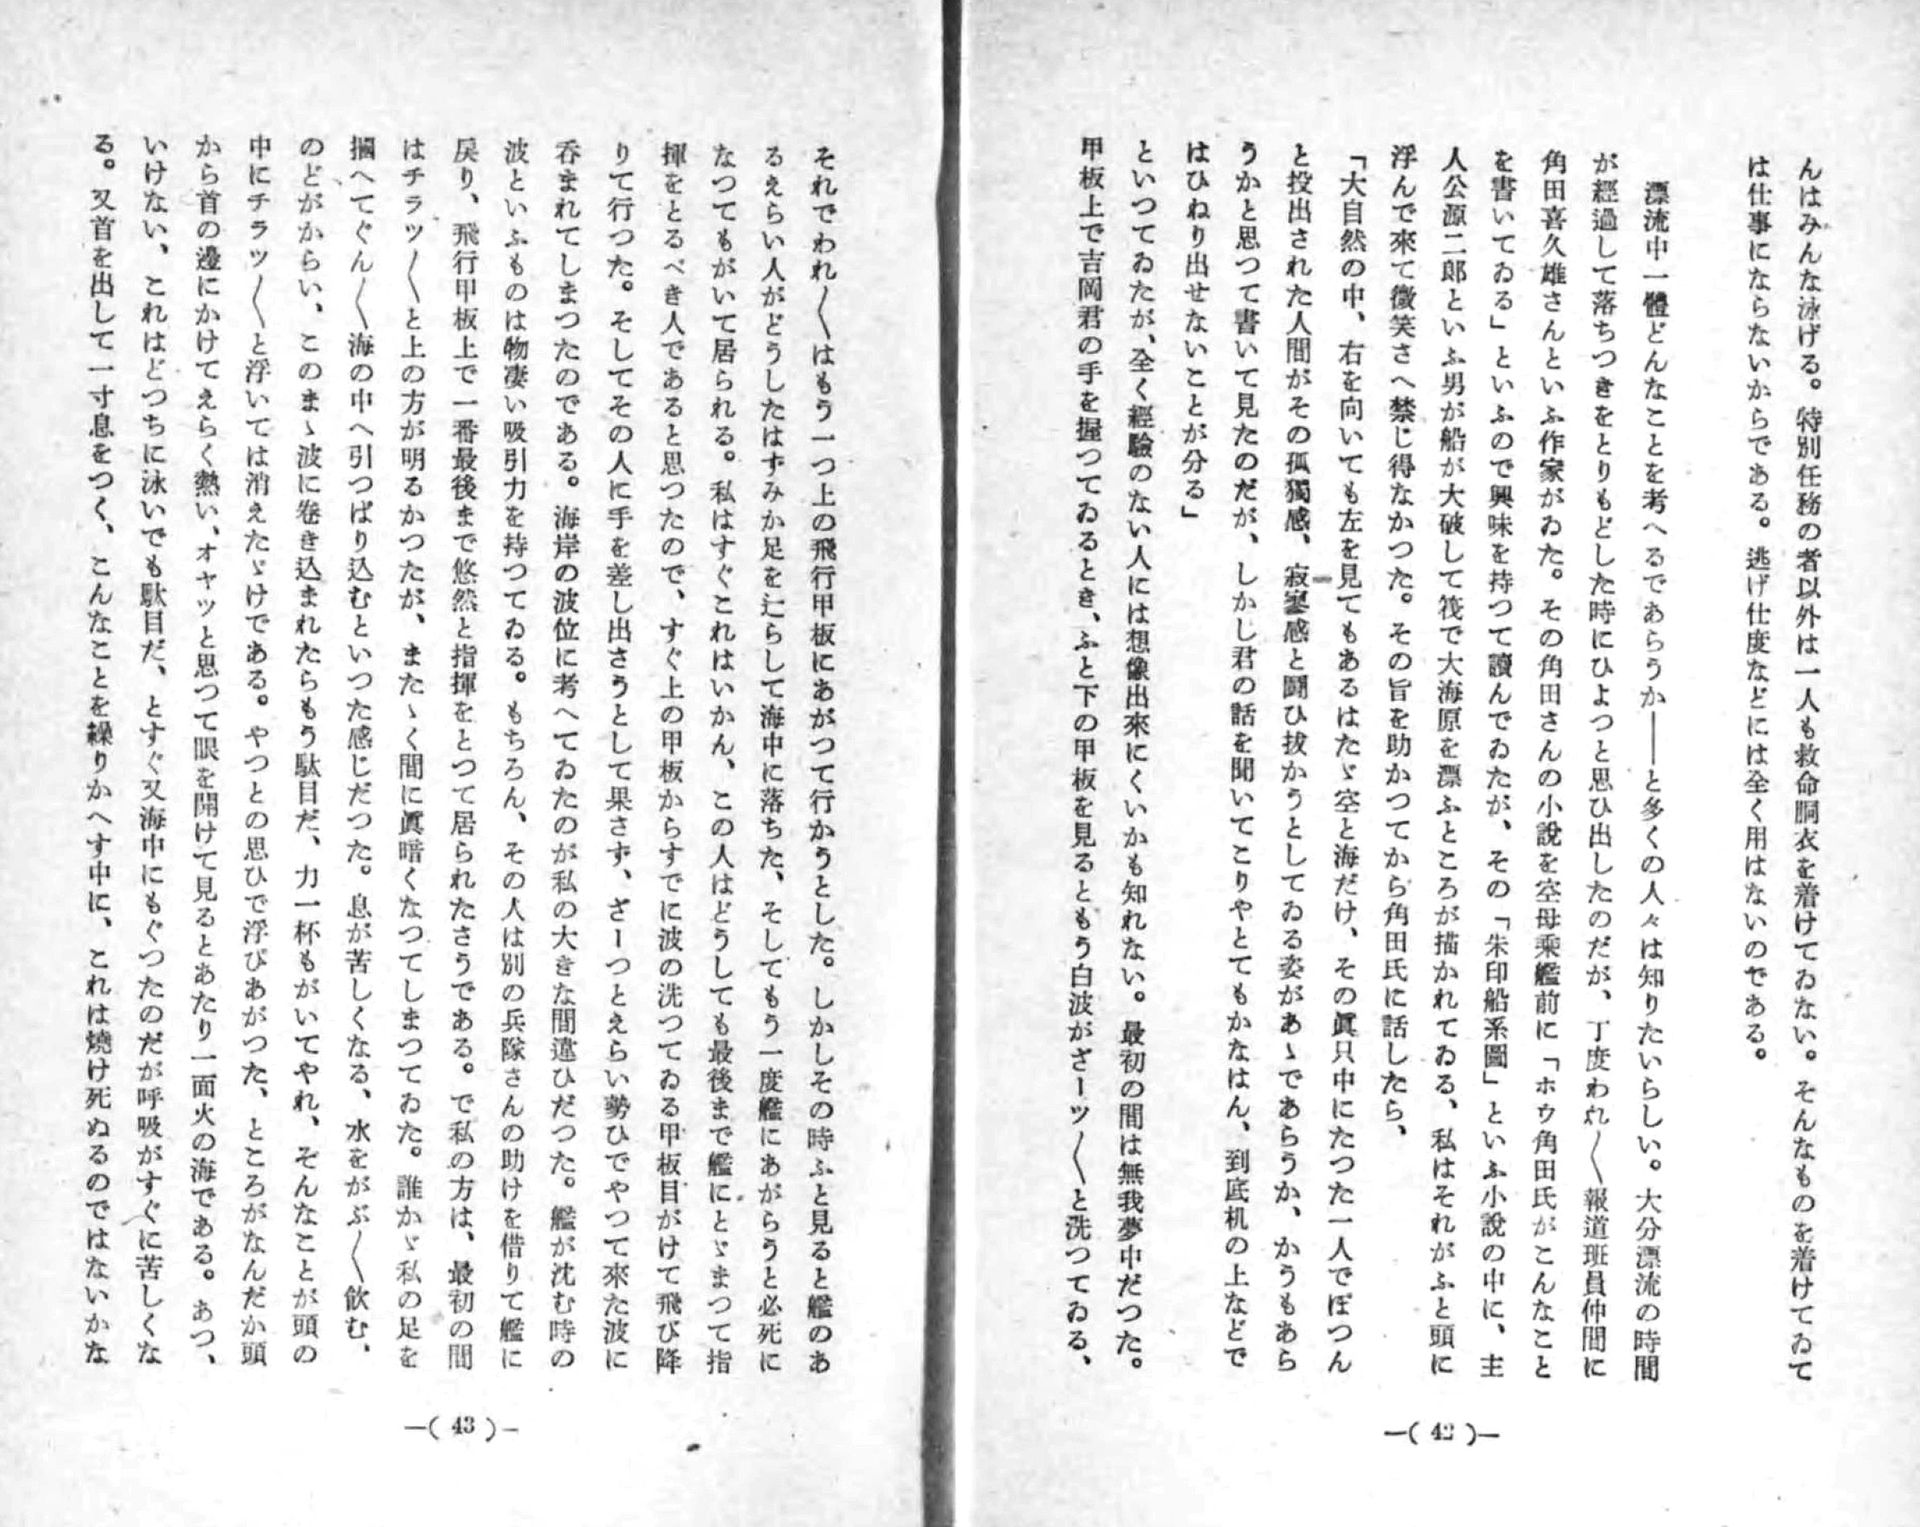 んはみんな泳げる。特別任務の者以外は一人も救命胴衣を着けてゐない。そんなものを着けてゐて
は仕事にならないからである。逃げ仕度などには全く用はないのである。
漂流中一體どんなことを考へるであらうか――と多くの人々は知りたいらしい。大分漂流の時間
が經過して落ちつきをとりもどした時にひよつと思ひ出したのだが、丁度われ〳〵報道班員仲間に
角田喜久雄さんといふ作家がゐた。その角田さんの小說を空母乘艦前に「ホウ角田氏がこんなこと
を書いてゐる」といふので興味を持つて讀んでゐたが、その「朱印船系圖」といふ小說の中に、主
人公源二郎といふ男が船が大破して筏で大海原を漂ふところが描かれてゐる、私はそれがふと頭に
浮んで來て微笑さへ禁じ得なかつた。その旨を助かつてから角田氏に話したら、
「大自然の中、右を向いても左を見てもあるはたゞ空と海だけ、その眞只中にたつた一人でぽつん
と投出された人間がその孤獨感、寂寥感と鬪ひ拔かうとしてゐる姿があゝであらうか、かうもあら
うかと思つて書いて見たのだが、しかし君の話を聞いてこりやとてもかなはん、到底机の上などで
はひねり出せないことが分る」
といつてゐたが、全く經驗のない人には想像出來にくいかも知れない。最初の間は無我夢中だつた。
甲板上で吉岡君の手を握つてゐるとき、ふと下の甲板を見るともう白波がさーツ〳〵と洗つてゐる、
―( 42 )―
それでわれ〳〵はもう一つ上の飛行甲板にあがつて行かうとした。しかしその時ふと見ると艦のあ
るえらい人がどうしたはずみか足を辷らして海中に落ちた、そしてもう一度艦にあがらうと必死に
なつてもがいて居られる。私はすぐこれはいかん、この人はどうしても最後まで艦にとゞまつて指
揮をとるべき人であると思つたので、すぐ上の甲板からすでに波の洗つてゐる甲板目がけて飛び降
りて行つた。そしてその人に手を差し出さうとして果さず、ざーつとえらい勢ひでやつて來た波に
呑まれてしまつたのである。海岸の波位に考へてゐたのが私の大きな間違ひだつた。艦が沈む時の
波といふものは物凄い吸引力を持つてゐる。もちろん、その人は別の兵隊さんの助けを借りて艦に
戾り、飛行甲板上で一番最後まで悠然と指揮をとつて居られたさうである。で私の方は、最初の間
はチラツ〳〵と上の方が明るかつたが、またゝく間に眞暗くなつてしまつてゐた。誰かゞ私の足を
摑へてぐん〳〵海の中へ引つぱり込むといつた感じだつた。息が苦しくなる、水をがぶ〳〵飮む、
のどがからい、このまゝ波に卷き込まれたらもう駄目だ、力一杯もがいてやれ、そんなことが頭の
中にチラツ〳〵と浮いては消えたゞけである。やつとの思ひで浮びあがつた、ところがなんだか頭
から首の邊にかけてえらく熱い、オヤツと思つて眼を開けて見るとあたり一面火の海である。あつ、
いけない、これはどつちに泳いでも駄目だ、とすぐ又海中にもぐつたのだが呼吸がすぐに苦しくな
る。又首を出して一寸息をつく、こんなことを繰りかへす中に、これは燒け死ぬるのではないかな
―( 43 )―